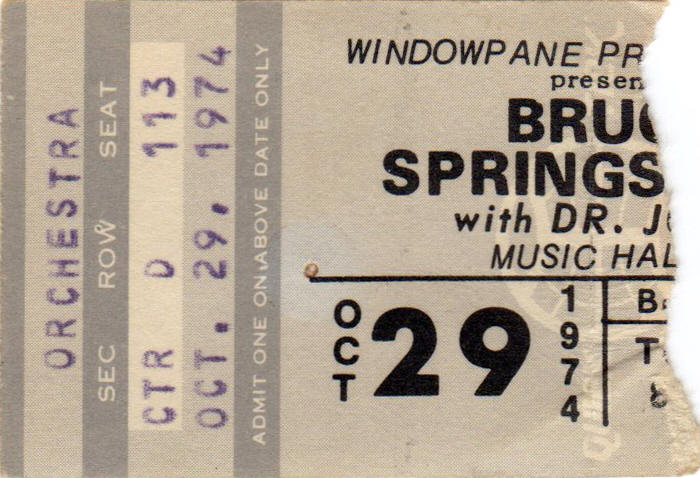 ORCHESTRA
SEC ROW SEAT
CTR D 113
OCT. 29, 1974
ADMIT ONE ON ABOVE DATE ONLY
WINDOWPANE PR
presen
BRUC
SPRINGS
with DR. J
MUSIC HAL
OCT 29 1974
B
T
8